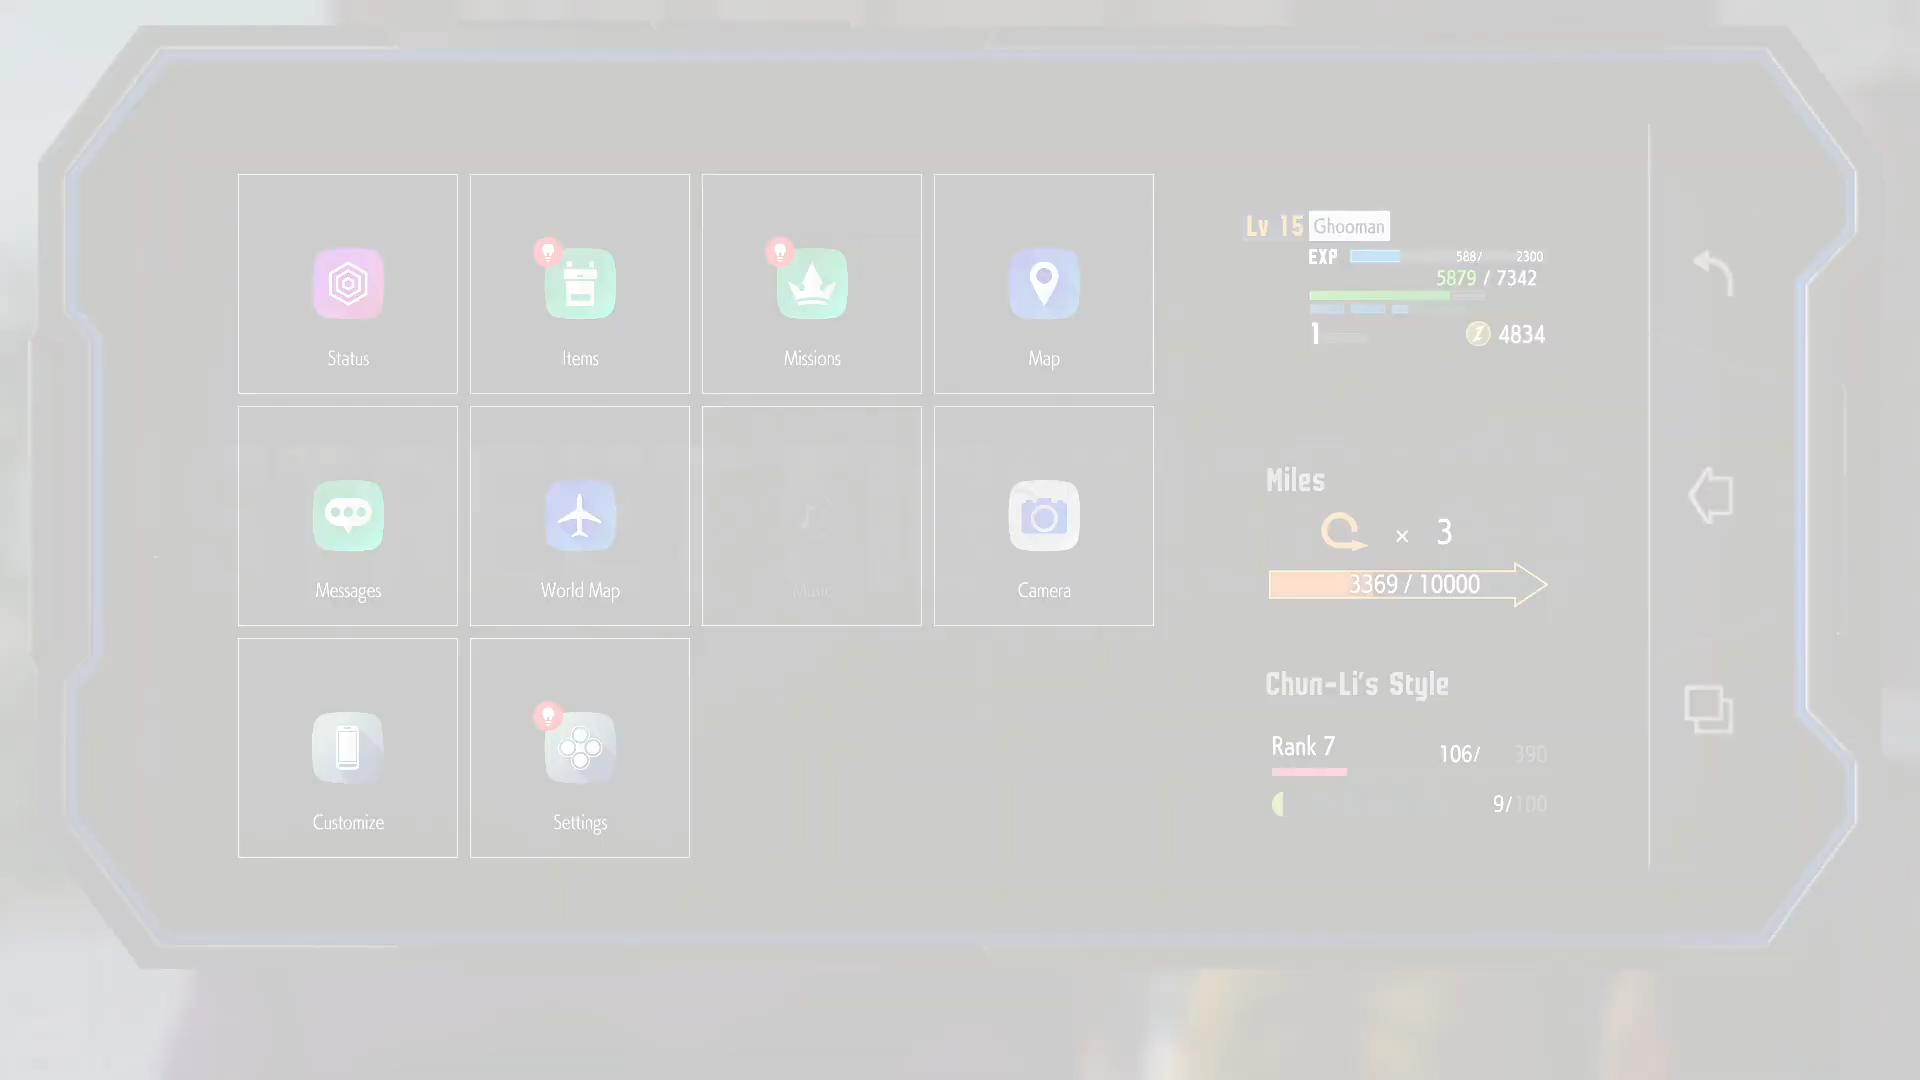 Status
Items
Missions
Map
Messages
World Map
Music
Camera
Customize
Settings
Lv 15 Ghooman
EXP 588/ 2300
5879 / 7342
1
4834
Miles
× 3
3369 / 10000
Chun-Li's Style
Rank 7 106/ 390
9/100